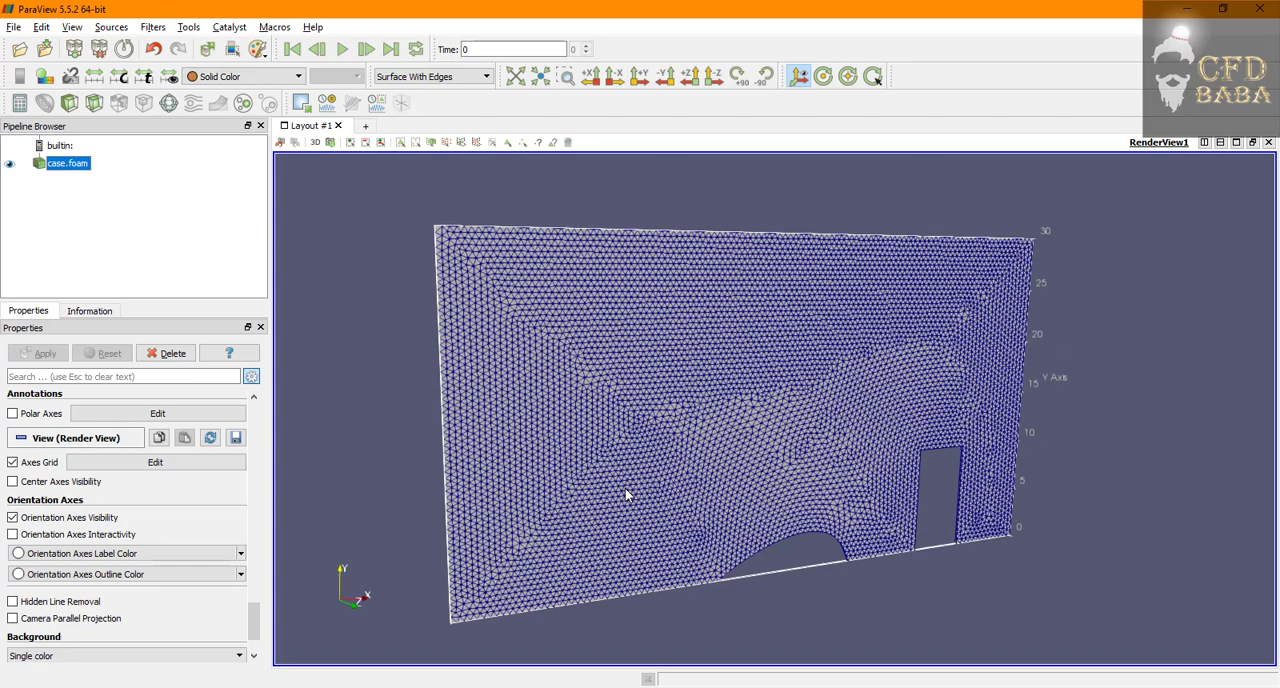 ParaView 5.5.2 64-bit
File Edit View Sources Filters Tools Catalyst Macros Help
Time: 0 0
Solid Color Surface With Edges +X -X +Y -Y +Z -Z +90 -90
CFD
BABA
Pipeline Browser
builtin:
case.foam
Layout #1
3D
RenderView1
Properties Information
Properties
Apply Reset Delete ?
Search ... (use Esc to clear text)
Annotations
Polar Axes Edit
View (Render View)
Axes Grid Edit
Center Axes Visibility
Orientation Axes
Orientation Axes Visibility
Orientation Axes Interactivity
Orientation Axes Label Color
Orientation Axes Outline Color
Hidden Line Removal
Camera Parallel Projection
Background
Single color
30
25
20
15
Y Axis
10
5
0
Y
X
Z